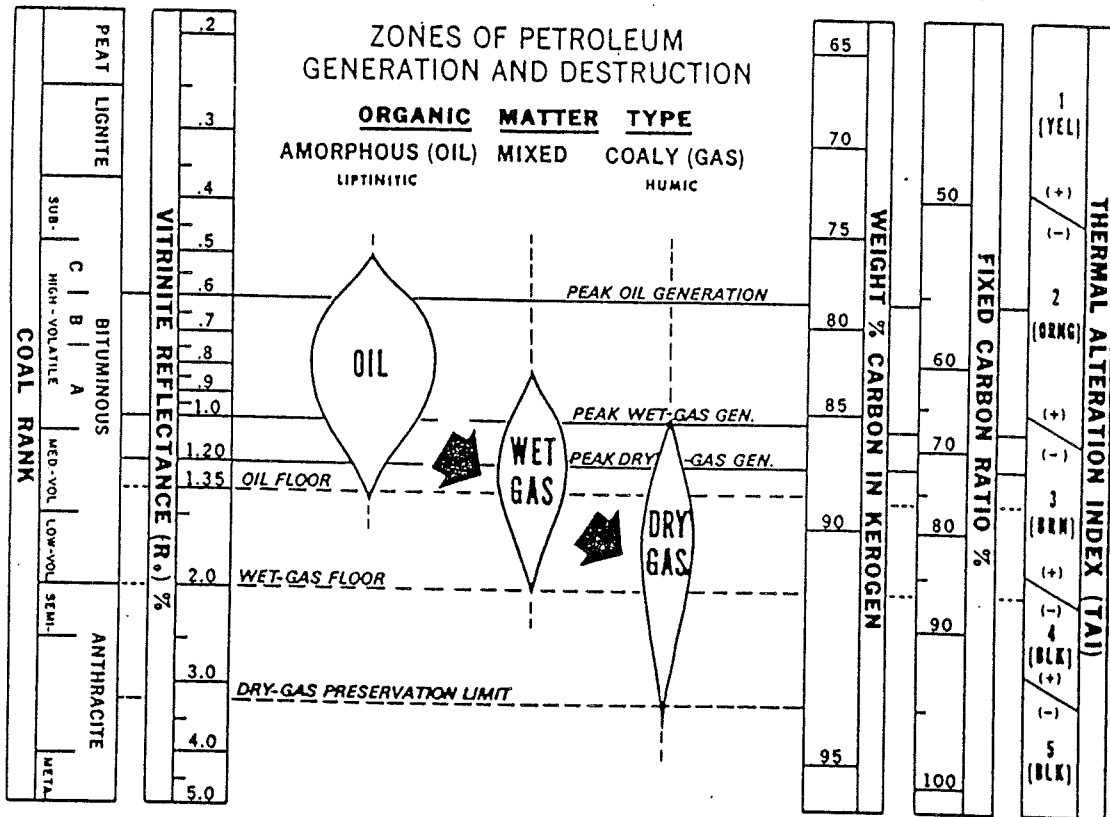 ZONES OF PETROLEUM
GENERATION AND DESTRUCTION
ORGANIC MATTER TYPE
AMORPHOUS (OIL) MIXED COALY (GAS)
LIPTINITIC HUMIC
COAL RANK
PEAT
LIGNITE
SUB-
BITUMINOUS
HIGH-VOLATILE
C | B | A
MED-VOL
LOW-VOL
SEMI-
ANTHRACITE
META
VITRINITE REFLECTANCE (Ro) %
.2
.3
.4
.5
.6
.7
.8
.9
1.0
1.20
1.35
2.0
3.0
4.0
5.0
PEAK OIL GENERATION
OIL
PEAK WET-GAS GEN.
WET
GAS
PEAK DRY-GAS GEN.
OIL FLOOR
DRY
GAS
WET-GAS FLOOR
DRY-GAS PRESERVATION LIMIT
65
70
75
80
85
90
95
WEIGHT % CARBON IN KEROGEN
50
60
70
80
90
100
FIXED CARBON RATIO %
1
(YEL)
(+)
(-)
2
(ORNG)
(+)
(-)
3
(BRN)
(+)
(-)
4
(BLK)
(+)
(-)
5
(BLK)
THERMAL ALTERATION INDEX (TAI)